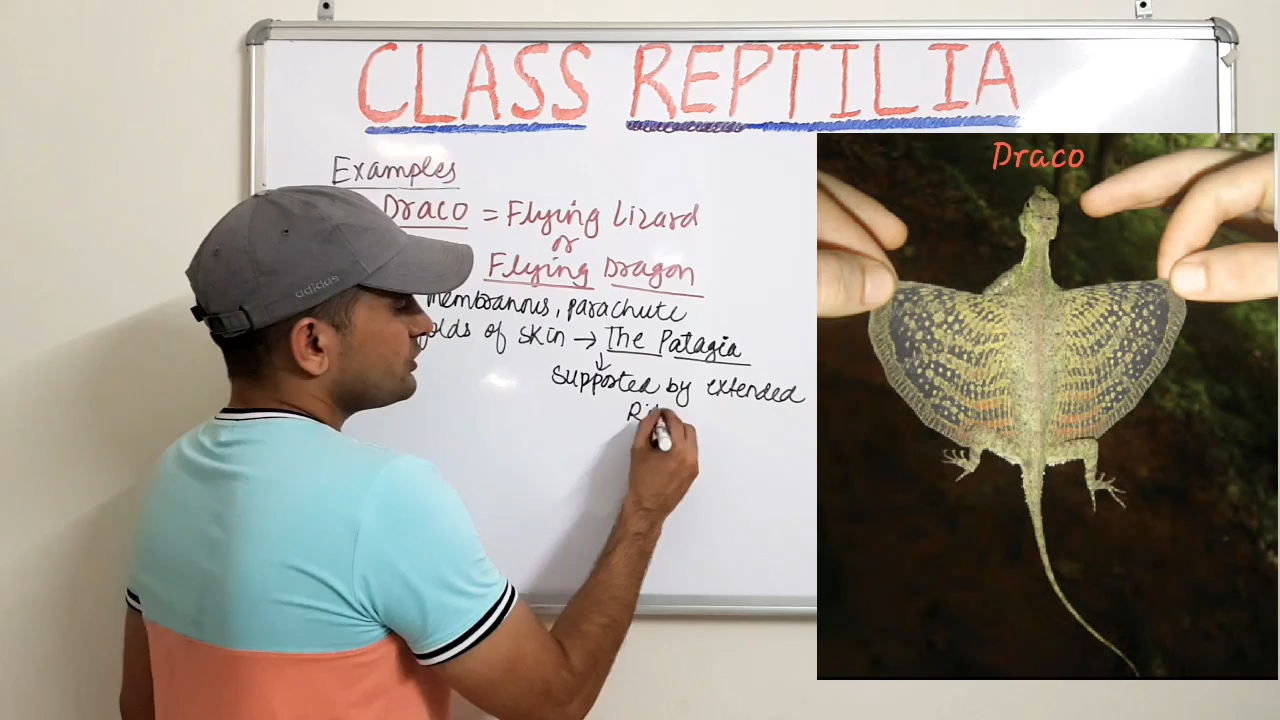 CLASS REPTILIA
Draco
Examples
DRACO = Flying Lizard
or
Flying Dragon
membrannus, parachute
folds of skin → The Patagia
↓
Supported by extended
adidas